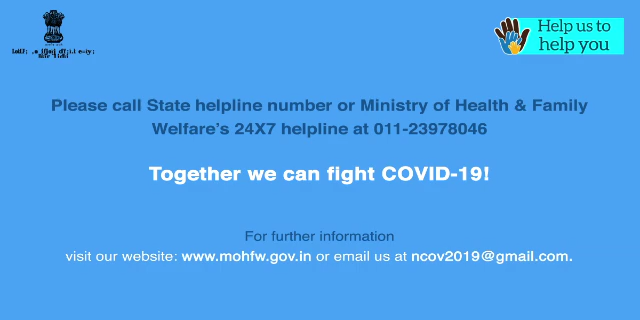 Help us to
help you
Please call State helpline number or Ministry of Health & Family
Welfare's 24X7 helpline at 011-23978046
Together we can fight COVID-19!
For further information
visit our website: www.mohfw.gov.in or email us at ncov2019@gmail.com.